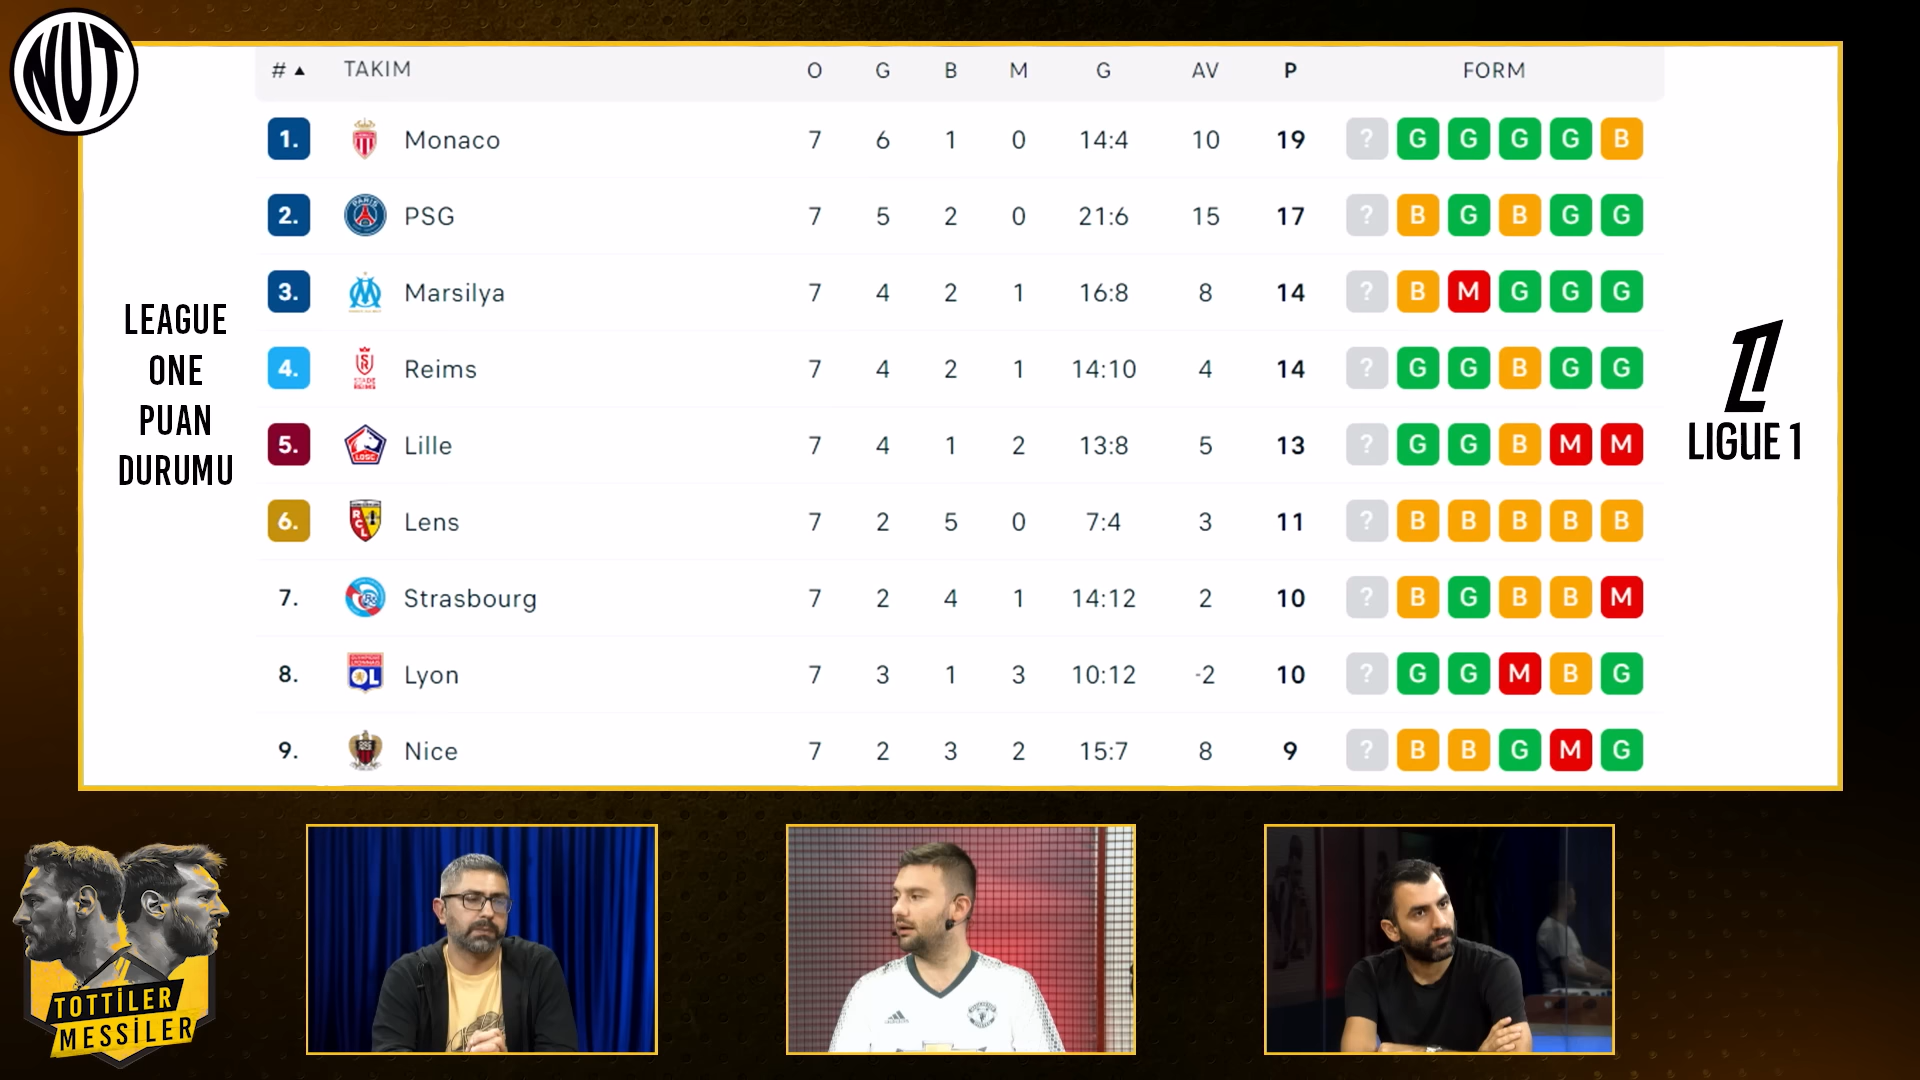 NUT
# ▲ TAKIM O G B M G AV P FORM
1. Monaco 7 6 1 0 14:4 10 19 ? G G G G B
2. PSG 7 5 2 0 21:6 15 17 ? B G B G G
3. Marsilya 7 4 2 1 16:8 8 14 ? B M G G G
4. Reims 7 4 2 1 14:10 4 14 ? G G B G G
5. Lille 7 4 1 2 13:8 5 13 ? G G B M M
6. Lens 7 2 5 0 7:4 3 11 ? B B B B B
7. Strasbourg 7 2 4 1 14:12 2 10 ? B G B B M
8. Lyon 7 3 1 3 10:12 -2 10 ? G G M B G
9. Nice 7 2 3 2 15:7 8 9 ? B B G M G
LEAGUE
ONE
PUAN
DURUMU
LIGUE 1
TOTTİLER
MESSİLER
PARIS
LOSC
RCL
OL
adidas